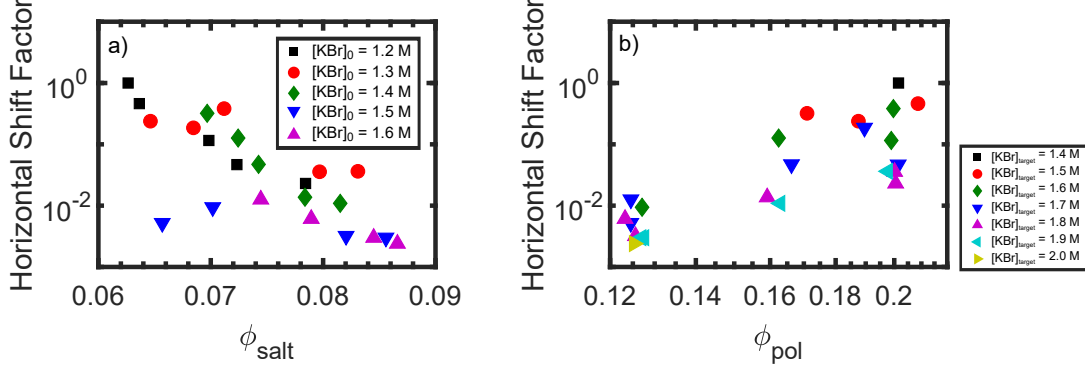 Horizontal Shift Factor
a)
[KBr]0 = 1.2 M
[KBr]0 = 1.3 M
[KBr]0 = 1.4 M
[KBr]0 = 1.5 M
[KBr]0 = 1.6 M
10^0
10^-2
0.06 0.07 0.08 0.09
ϕsalt
Horizontal Shift Factor
b)
10^0
10^-2
0.12 0.14 0.16 0.18 0.2
ϕpol
[KBr]target = 1.4 M
[KBr]target = 1.5 M
[KBr]target = 1.6 M
[KBr]target = 1.7 M
[KBr]target = 1.8 M
[KBr]target = 1.9 M
[KBr]target = 2.0 M